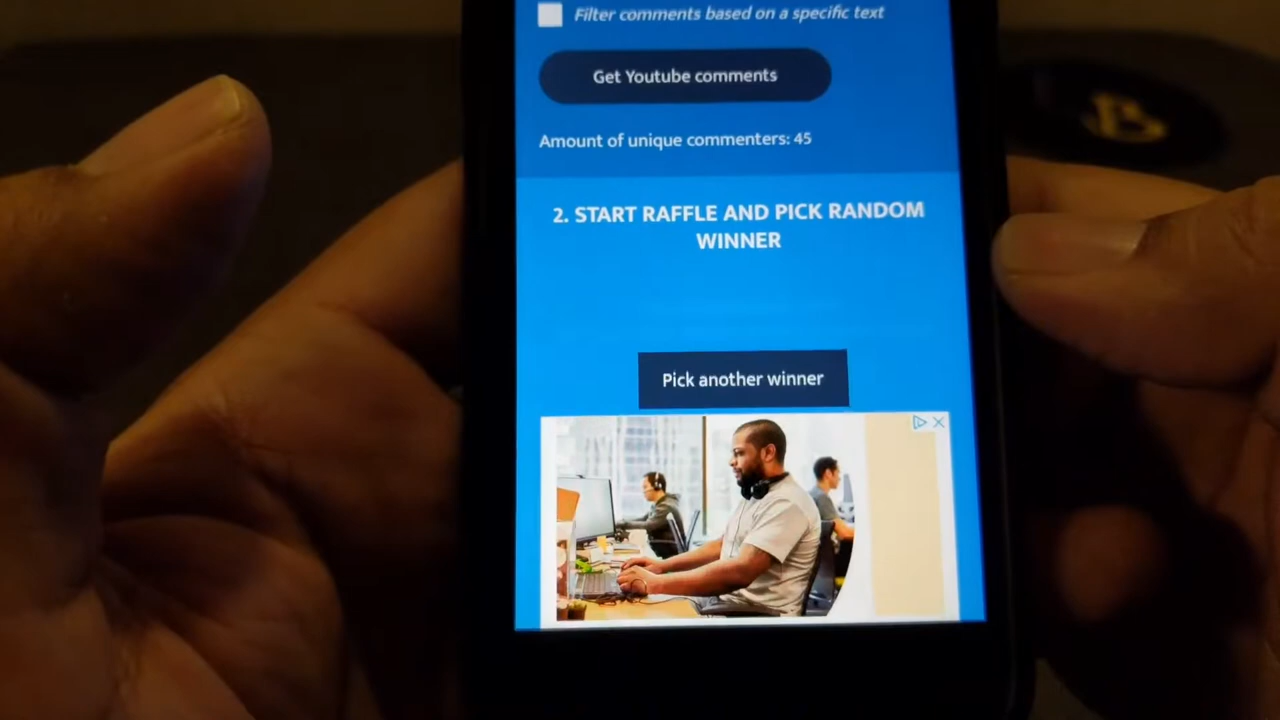 Filter comments based on a specific text
Get Youtube comments
Amount of unique commenters: 45
2. START RAFFLE AND PICK RANDOM
WINNER
Pick another winner